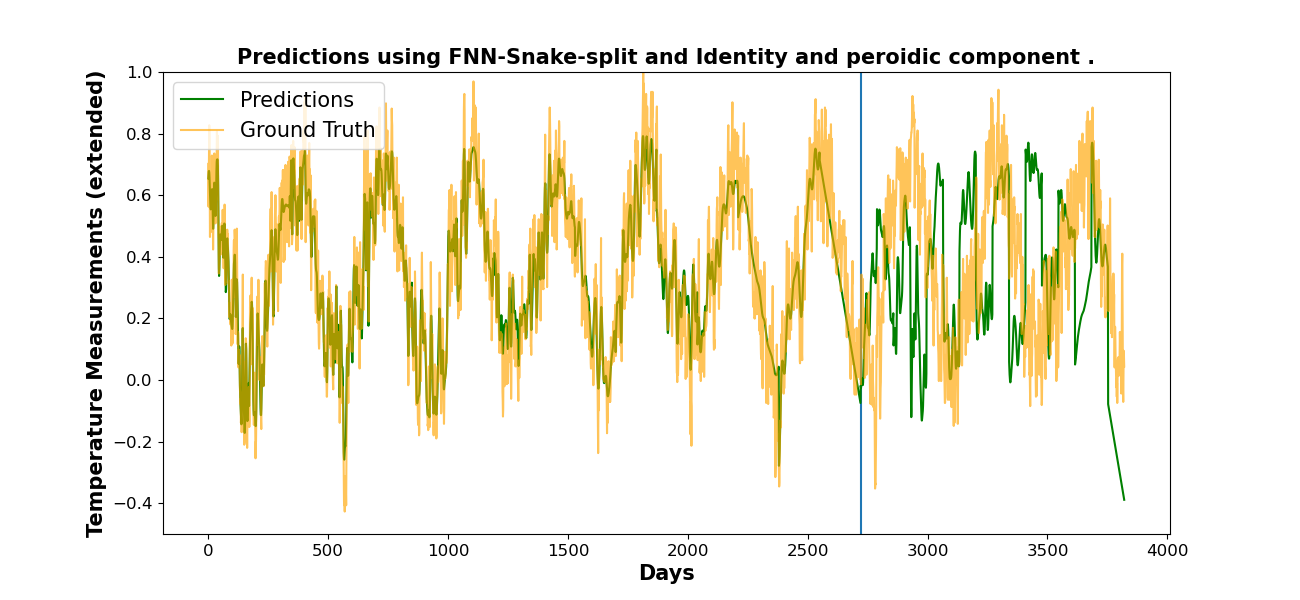 Predictions using FNN-Snake-split and Identity and peroidic component .
Temperature Measurements (extended)
1.0
0.8
0.6
0.4
0.2
0.0
−0.2
−0.4
Predictions
Ground Truth
0 500 1000 1500 2000 2500 3000 3500 4000
Days